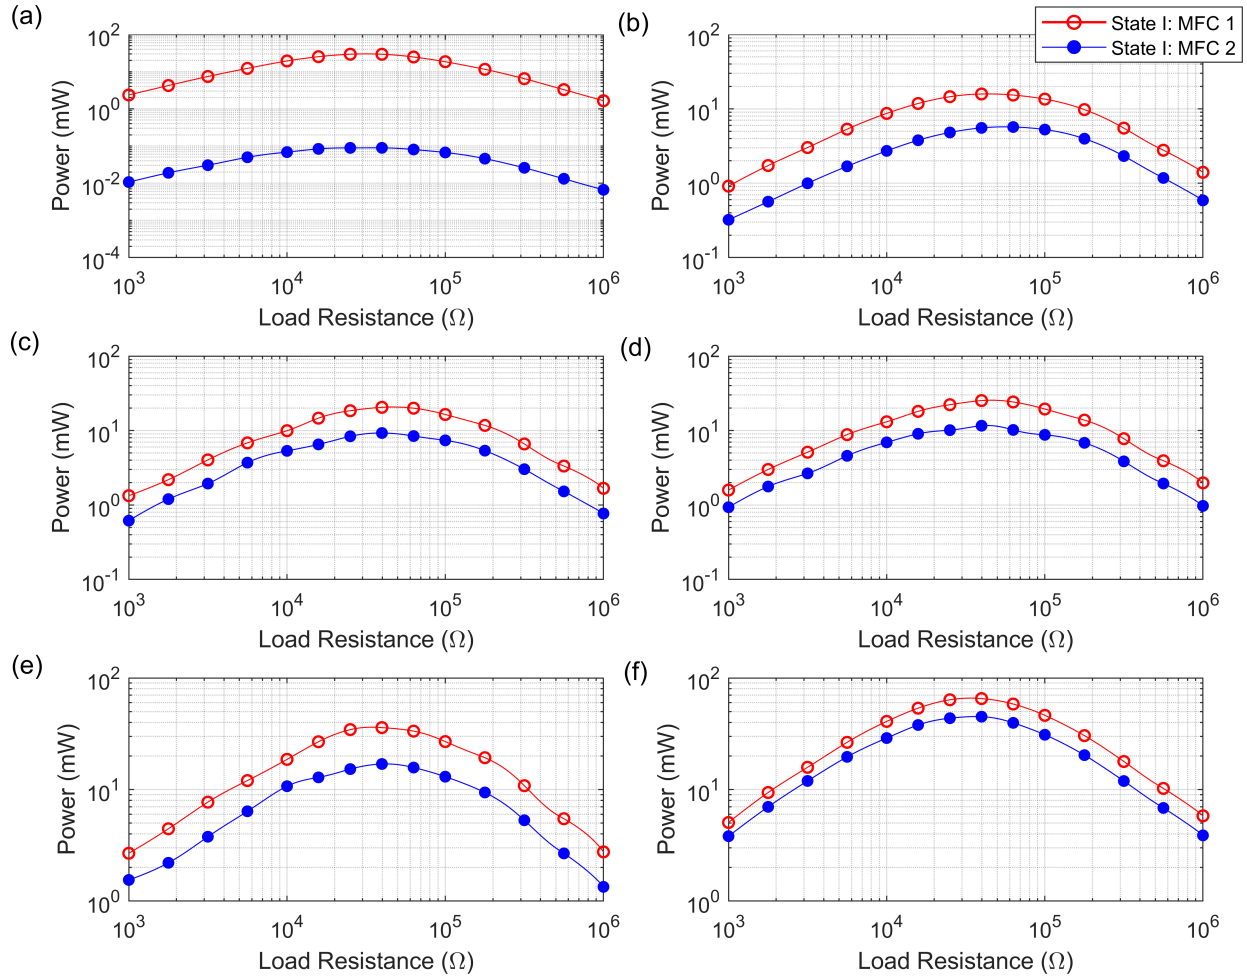 (a)
10^2
10^0
10^-2
10^-4
Power (mW)
10^3 10^4 10^5 10^6
Load Resistance (Ω)
(b)
State I: MFC 1
State I: MFC 2
10^2
10^1
10^0
10^-1
Power (mW)
10^3 10^4 10^5 10^6
Load Resistance (Ω)
(c)
10^2
10^1
10^0
10^-1
Power (mW)
10^3 10^4 10^5 10^6
Load Resistance (Ω)
(d)
10^2
10^1
10^0
10^-1
Power (mW)
10^3 10^4 10^5 10^6
Load Resistance (Ω)
(e)
10^2
10^1
10^0
Power (mW)
10^3 10^4 10^5 10^6
Load Resistance (Ω)
(f)
10^2
10^1
10^0
Power (mW)
10^3 10^4 10^5 10^6
Load Resistance (Ω)